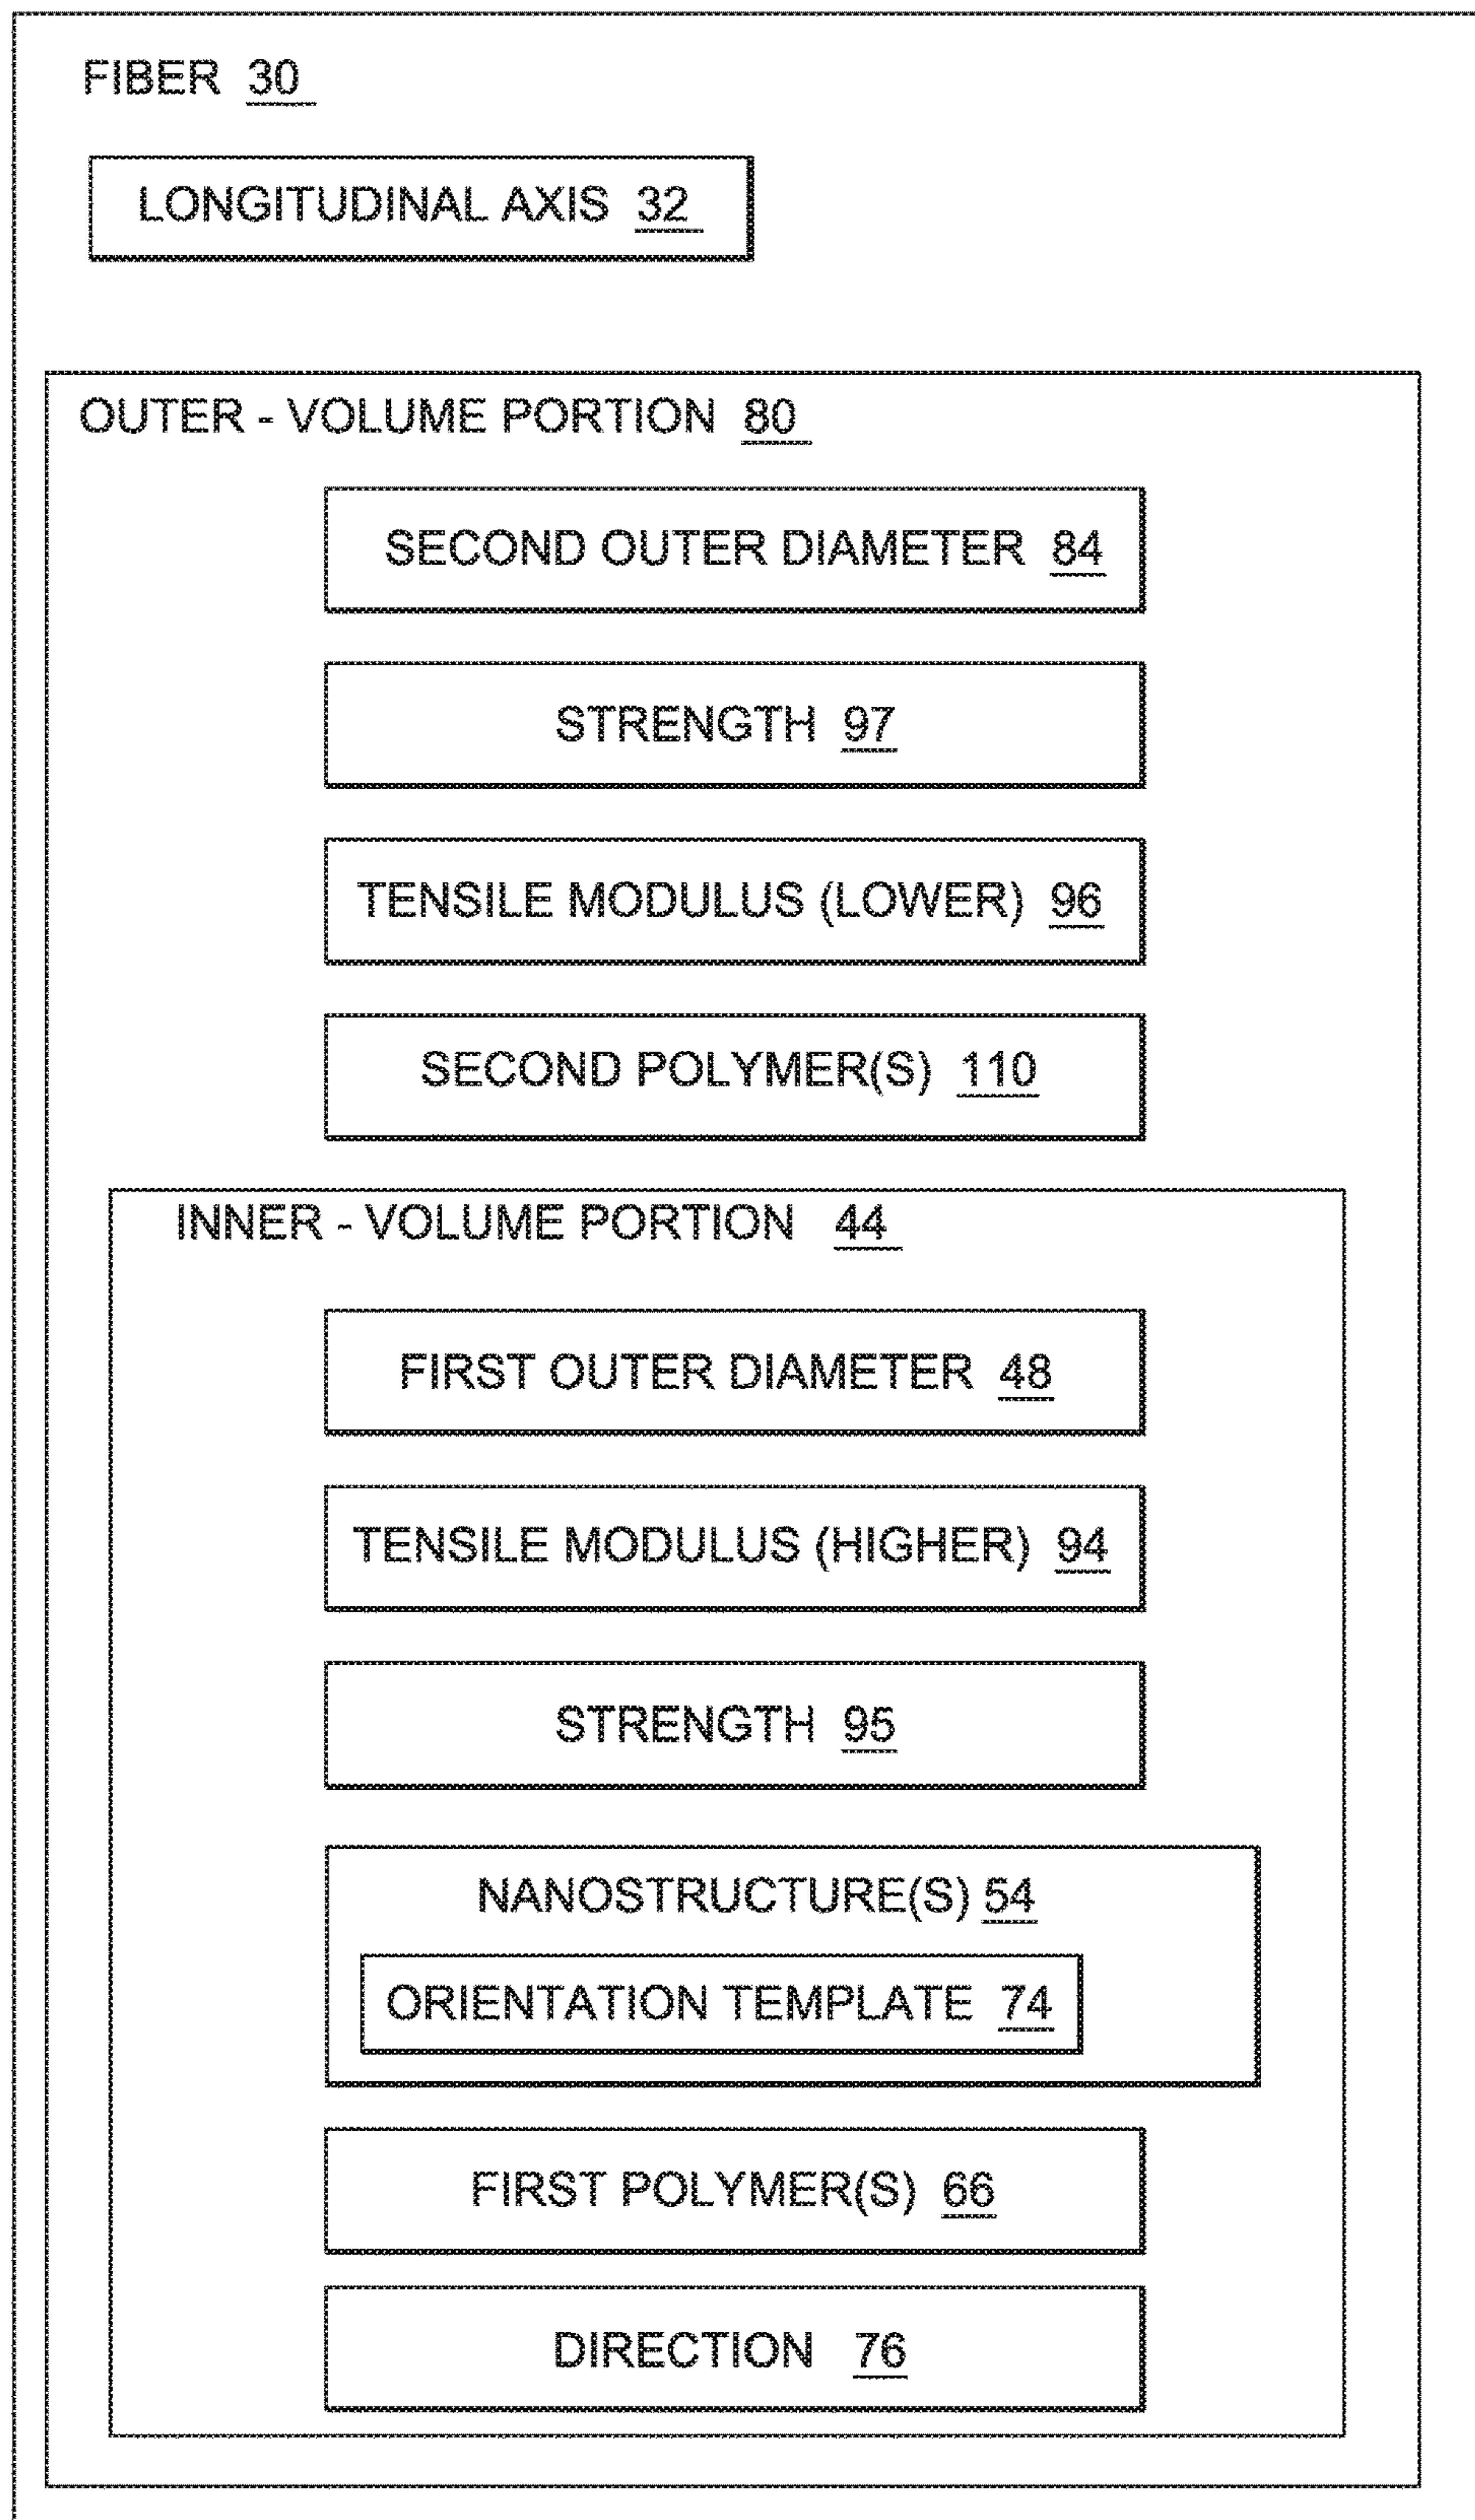 FIBER 30
LONGITUDINAL AXIS 32
OUTER - VOLUME PORTION 80
SECOND OUTER DIAMETER 84
STRENGTH 97
TENSILE MODULUS (LOWER) 96
SECOND POLYMER(S) 110
INNER - VOLUME PORTION 44
FIRST OUTER DIAMETER 48
TENSILE MODULUS (HIGHER) 94
STRENGTH 95
NANOSTRUCTURE(S) 54
ORIENTATION TEMPLATE 74
FIRST POLYMER(S) 66
DIRECTION 76